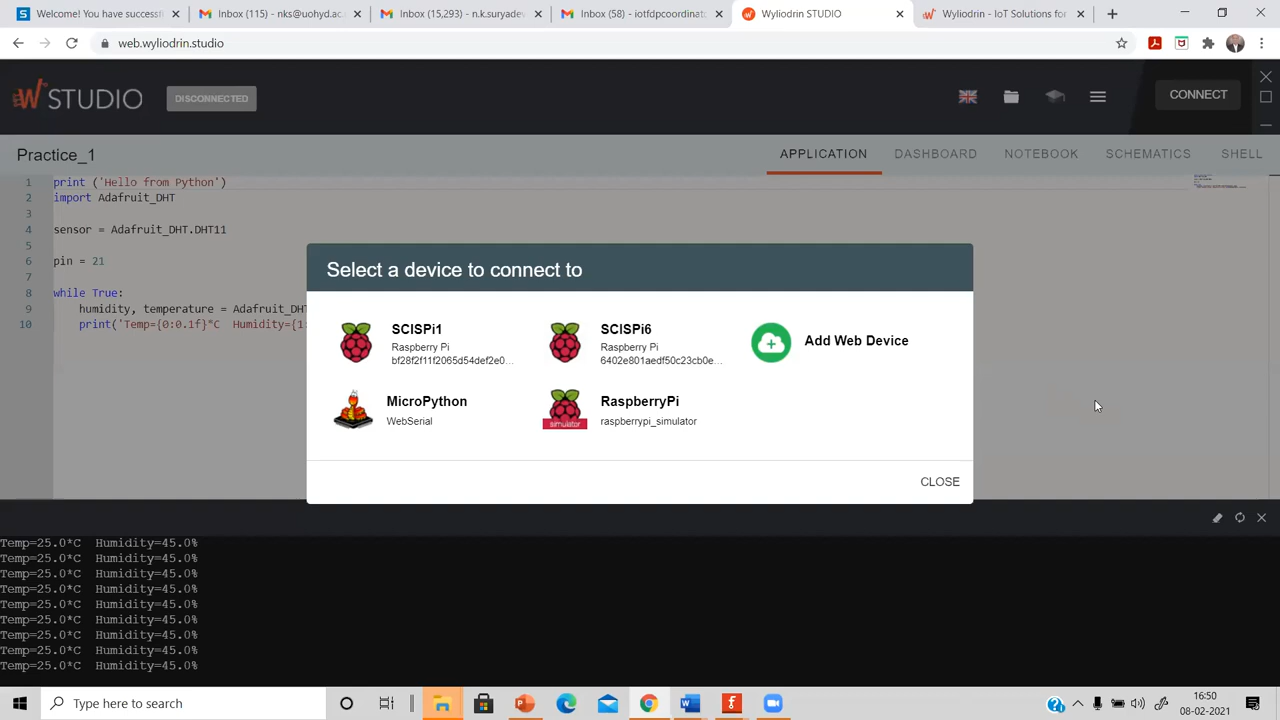 Welcome! You have successf
Inbox (115) - nks@uohyd.ac.
Inbox (15,23) - n.k.suryadev
Inbox (58) - iotfdpcoordinato
Wyliodrin STUDIO
Wyliodrin - IoT Solutions for
web.wyliodrin.studio
STUDIO
DISCONNECTED
CONNECT
Practice_1
APPLICATION
DASHBOARD
NOTEBOOK
SCHEMATICS
SHELL
1 print ('Hello from Python')
2 import Adafruit_DHT
3
4 sensor = Adafruit_DHT.DHT11
5
6 pin = 21
7
8 while True:
9 humidity, temperature = Adafruit_DHT
10 print('Temp={0:0.1f}*C Humidity={1:
Select a device to connect to
SCISPi1
Raspberry Pi
bf28f2f11f2065d54def2e0...
SCISPi6
Raspberry Pi
6402e801aedf50c23cb0e...
Add Web Device
MicroPython
WebSerial
RaspberryPi
raspberrypi_simulator
simulator
CLOSE
Temp=25.0*C Humidity=45.0%
Temp=25.0*C Humidity=45.0%
Temp=25.0*C Humidity=45.0%
Temp=25.0*C Humidity=45.0%
Temp=25.0*C Humidity=45.0%
Temp=25.0*C Humidity=45.0%
Temp=25.0*C Humidity=45.0%
Temp=25.0*C Humidity=45.0%
Temp=25.0*C Humidity=45.0%
Type here to search
16:50
08-02-2021